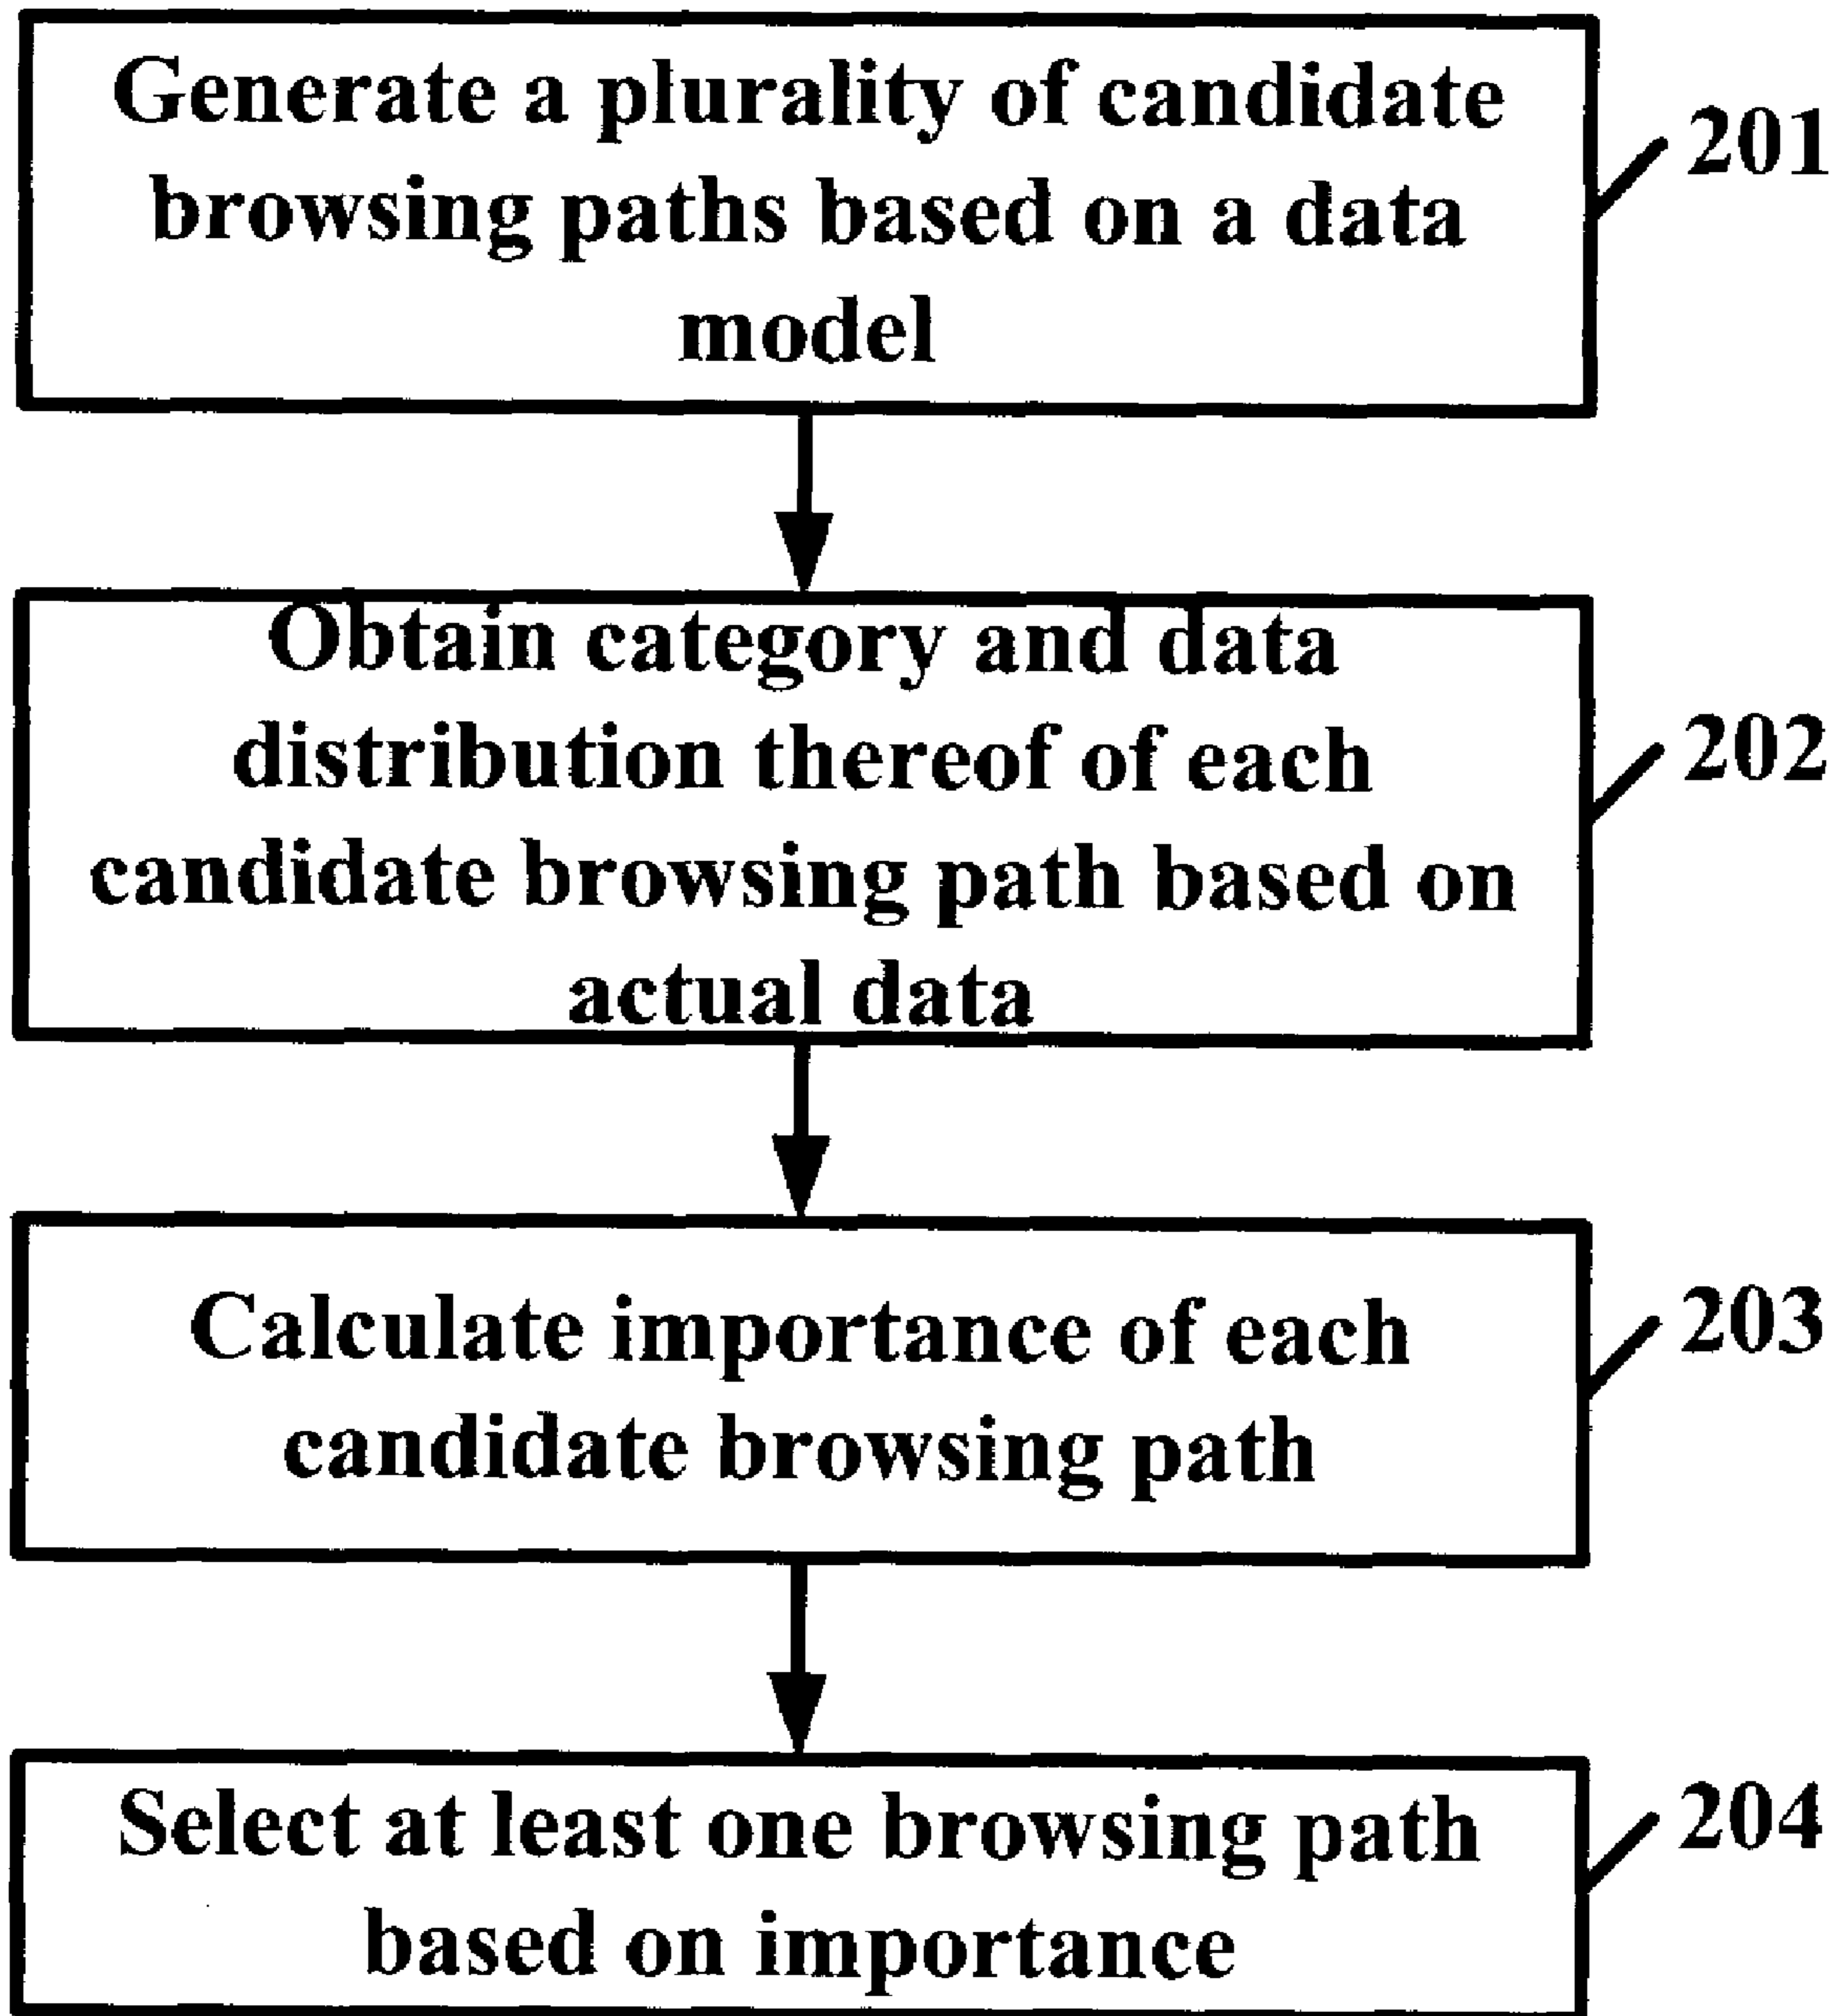 Generate a plurality of candidate
browsing paths based on a data
model
201
Obtain category and data
distribution thereof of each
candidate browsing path based on
actual data
202
Calculate importance of each
candidate browsing path
203
Select at least one browsing path
based on importance
204